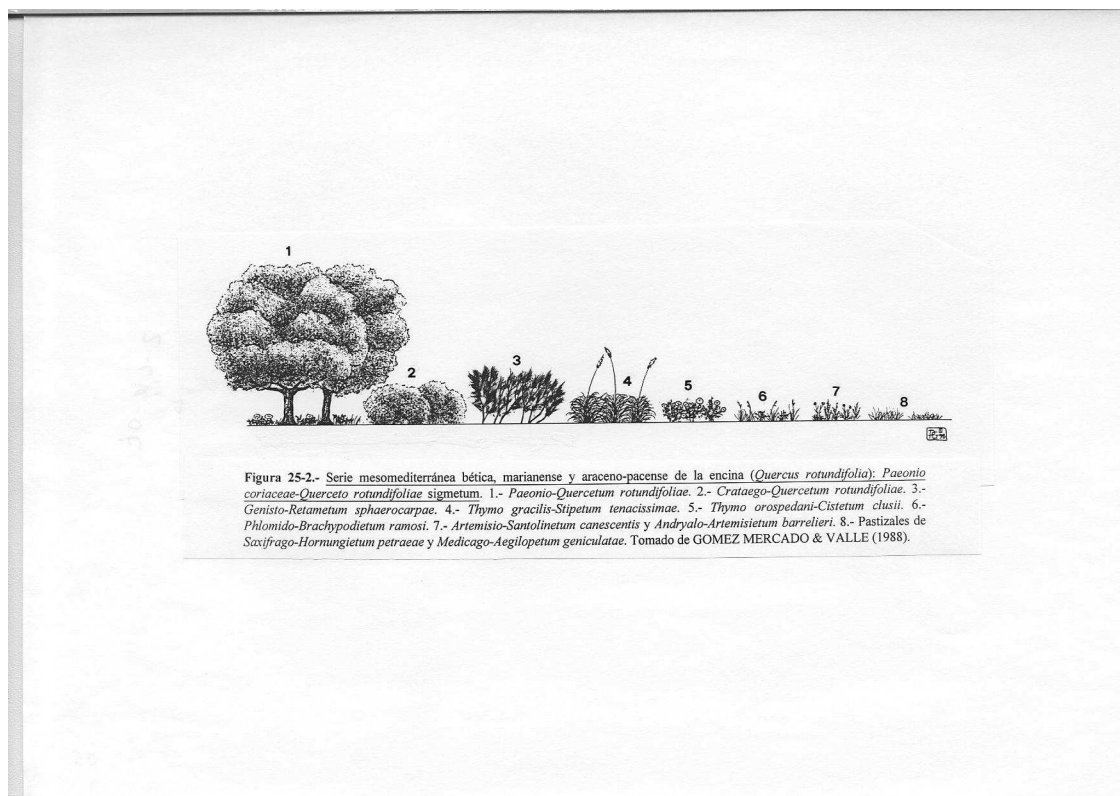 1
2
3
4
5
6
7
8
Figura 25-2.- Serie mesomediterránea bética, marianense y araceno-pacense de la encina (Quercus rotundifolia): Paeonio
coriaceae-Querceto rotundifoliae sigmetum. 1.- Paeonio-Quercetum rotundifoliae. 2.- Crataego-Quercetum rotundifoliae. 3.-
Genisto-Retametum sphaerocarpae. 4.- Thymo gracilis-Stipetum tenacissimae. 5.- Thymo orospedani-Cistetum clusii. 6.-
Phlomido-Brachypodietum ramosi. 7.- Artemisio-Santolinetum canescentis y Andryalo-Artemisietum barrelieri. 8.- Pastizales de
Saxifrago-Hornungietum petraeae y Medicago-Aegilopetum geniculatae. Tomado de GOMEZ MERCADO & VALLE (1988).